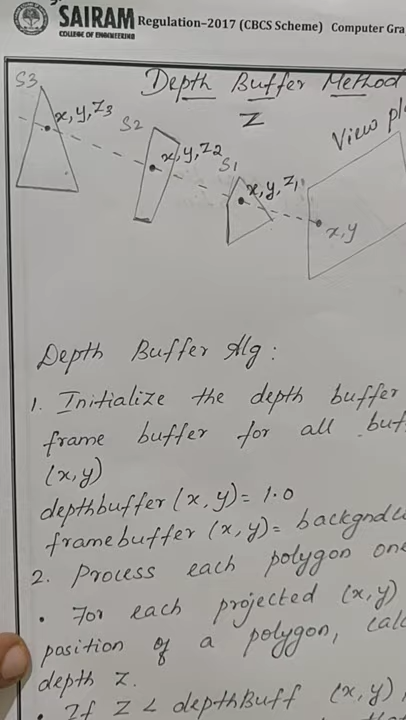 SAIRAM Regulation-2017 (CBCS Scheme) Computer Gra
COLLEGE OF ENGINEERING
Depth Buffer Method
Z
View pl
S3
x, y, z3
S2
x, y, z2
S1
x, y, z1
x, y
Depth Buffer Alg :
1. Initialize the depth buffer
frame buffer for all buf
(x, y)
depthbuffer (x, y) = 1.0
framebuffer (x, y) = backgnd
2. Process each polygon one
• For each projected (x, y)
position of a polygon, calc
depth z.
• If Z < depthBuff (x, y),